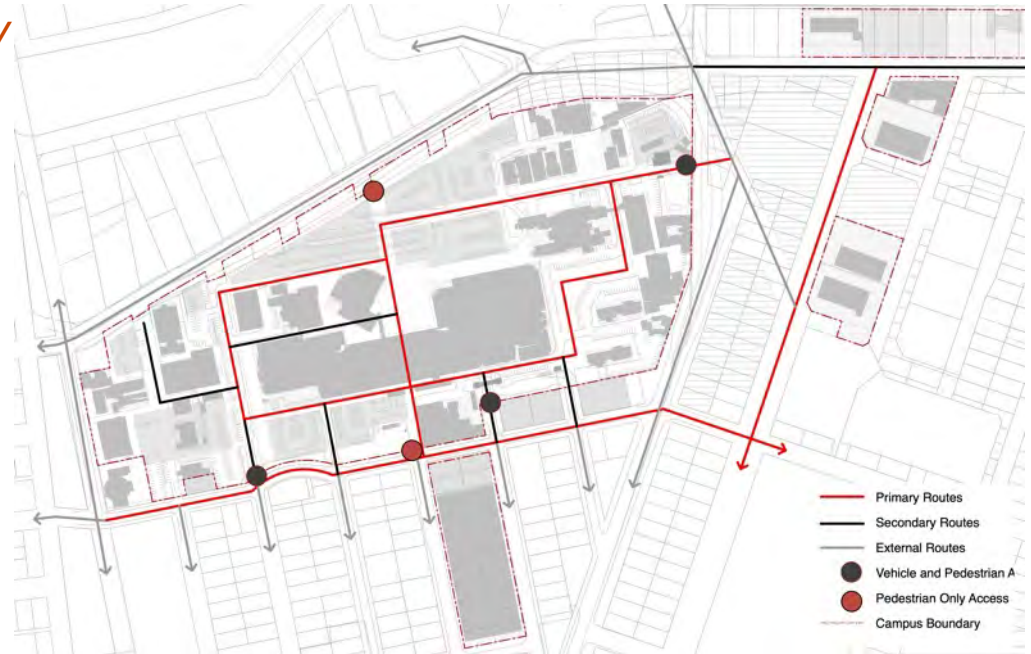 Y
Primary Routes
Secondary Routes
External Routes
Vehicle and Pedestrian A
Pedestrian Only Access
Campus Boundary